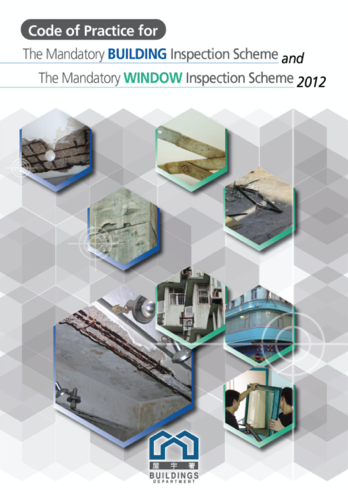 Code of Practice for
The Mandatory BUILDING Inspection Scheme and
The Mandatory WINDOW Inspection Scheme 2012
屋宇署
BUILDINGS
DEPARTMENT